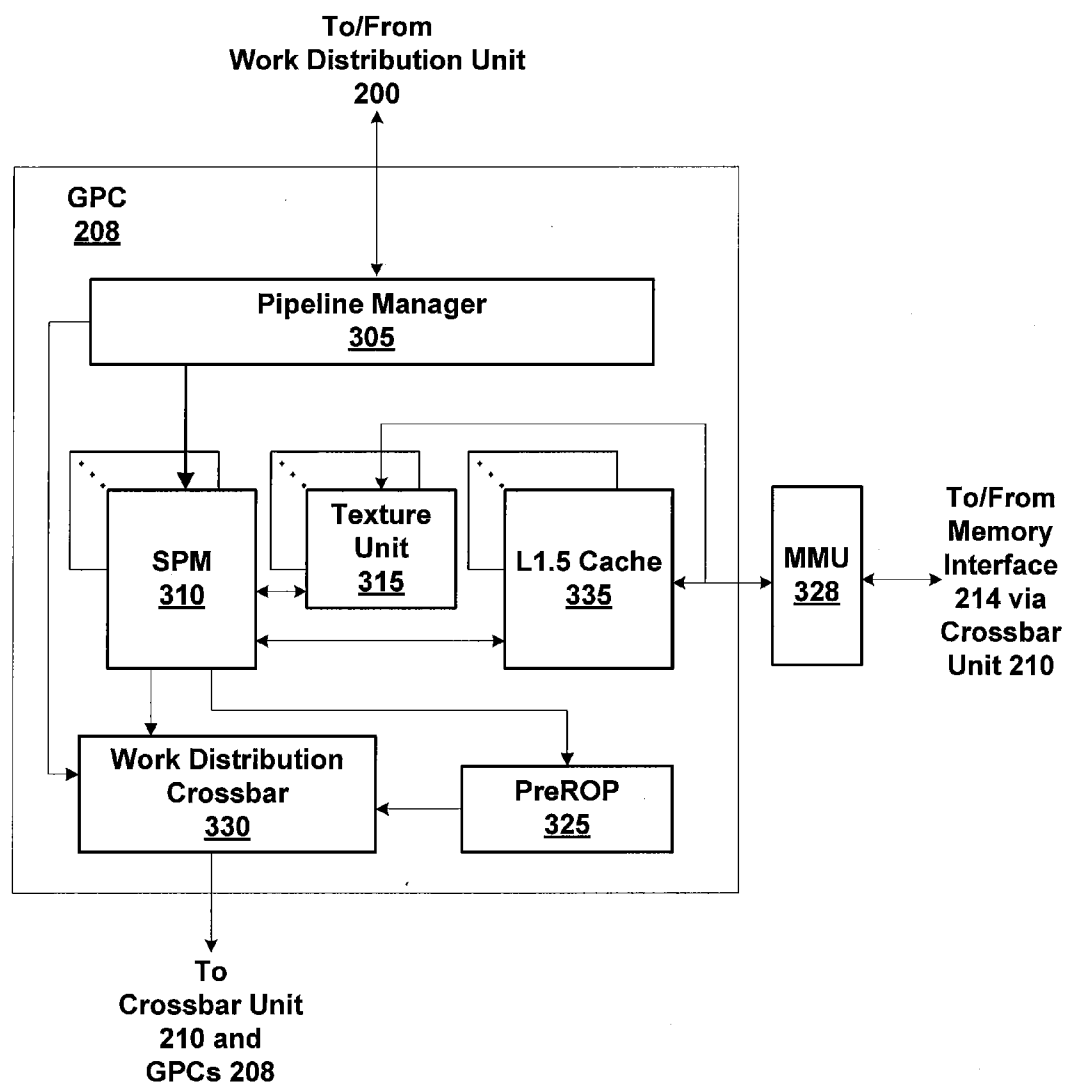 To/From
Work Distribution Unit
200
GPC
208
Pipeline Manager
305
SPM
310
Texture
Unit
315
L1.5 Cache
335
MMU
328
To/From
Memory
Interface
214 via
Crossbar
Unit 210
Work Distribution
Crossbar
330
PreROP
325
To
Crossbar Unit
210 and
GPCs 208